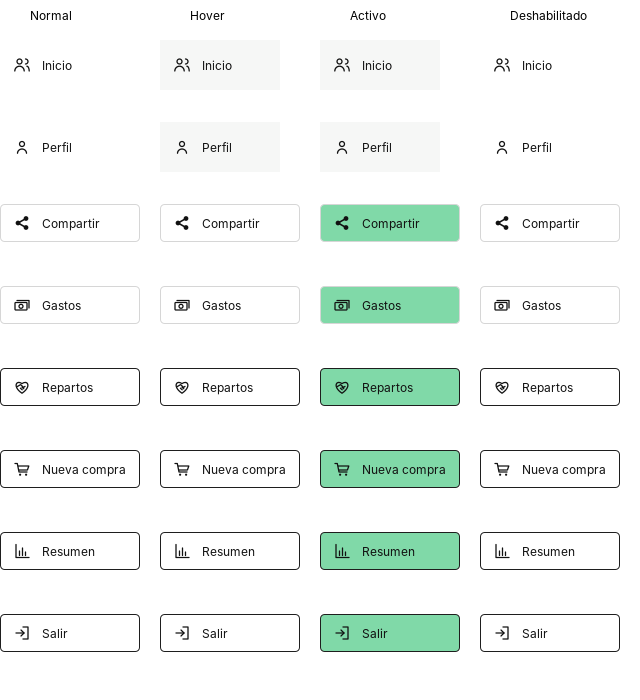 Normal Hover Activo Deshabilitado
Inicio Inicio Inicio Inicio
Perfil Perfil Perfil Perfil
Compartir Compartir Compartir Compartir
Gastos Gastos Gastos Gastos
Repartos Repartos Repartos Repartos
Nueva compra Nueva compra Nueva compra Nueva compra
Resumen Resumen Resumen Resumen
Salir Salir Salir Salir